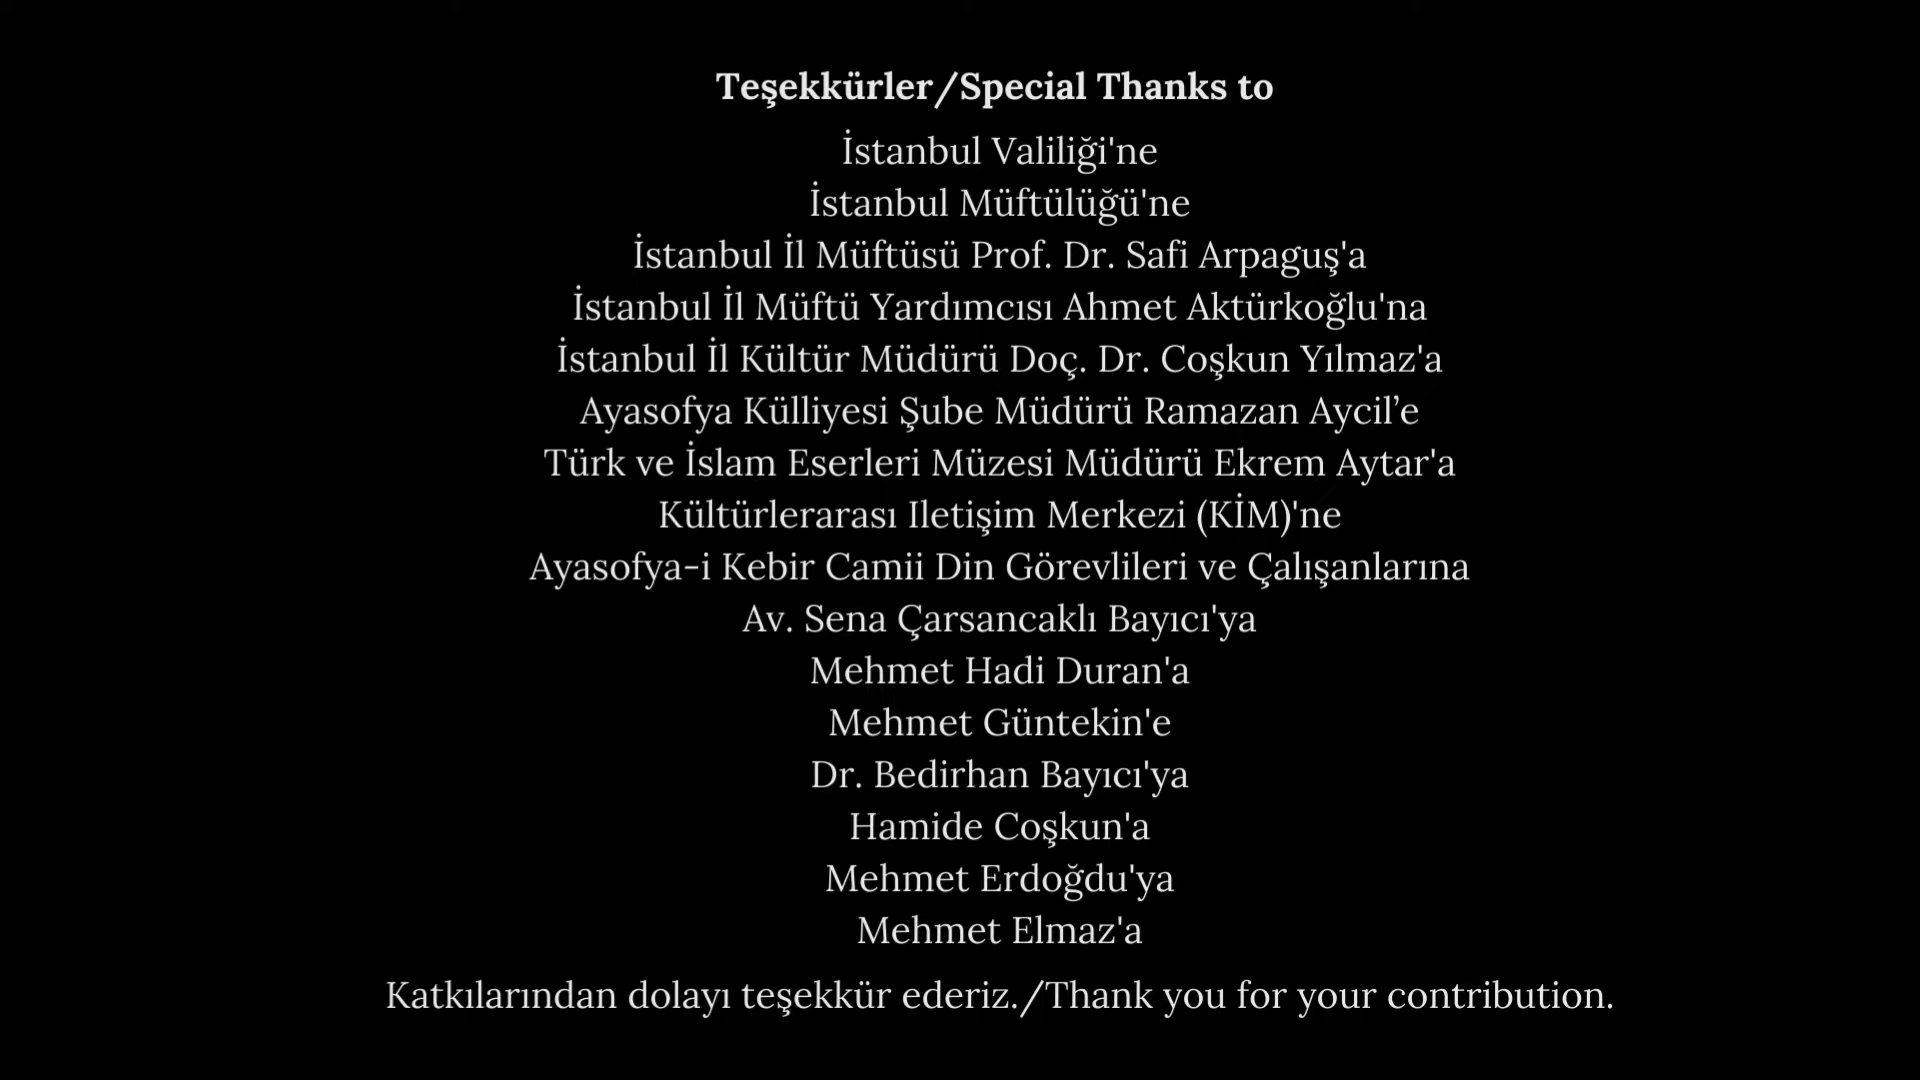 Teşekkürler/Special Thanks to
İstanbul Valiliği'ne
İstanbul Müftülüğü'ne
İstanbul İl Müftüsü Prof. Dr. Safi Arpaguş'a
İstanbul İl Müftü Yardımcısı Ahmet Aktürkoğlu'na
İstanbul İl Kültür Müdürü Doç. Dr. Coşkun Yılmaz'a
Ayasofya Külliyesi Şube Müdürü Ramazan Aycil’e
Türk ve İslam Eserleri Müzesi Müdürü Ekrem Aytar'a
Kültürlerarası Iletişim Merkezi (KİM)'ne
Ayasofya-i Kebir Camii Din Görevlileri ve Çalışanlarına
Av. Sena Çarsancaklı Bayıcı'ya
Mehmet Hadi Duran'a
Mehmet Güntekin'e
Dr. Bedirhan Bayıcı'ya
Hamide Coşkun'a
Mehmet Erdoğdu'ya
Mehmet Elmaz'a
Katkılarından dolayı teşekkür ederiz./Thank you for your contribution.